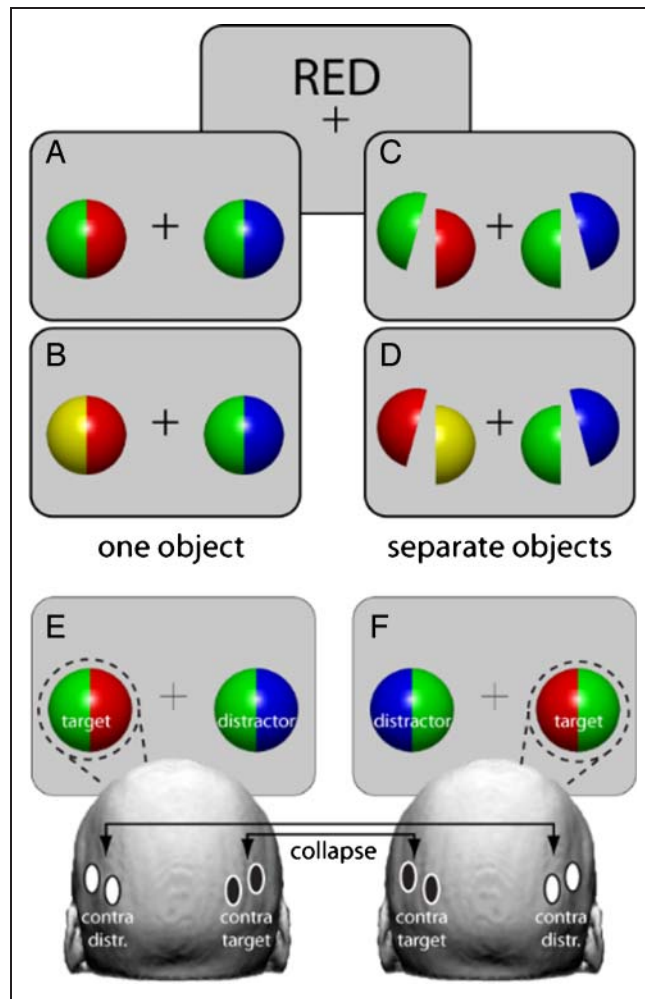 RED
+
A
+
C
+
B
+
D
+
one object
separate objects
E
target
+
distractor
F
distractor
+
target
collapse
contra
distr.
contra
target
contra
target
contra
distr.